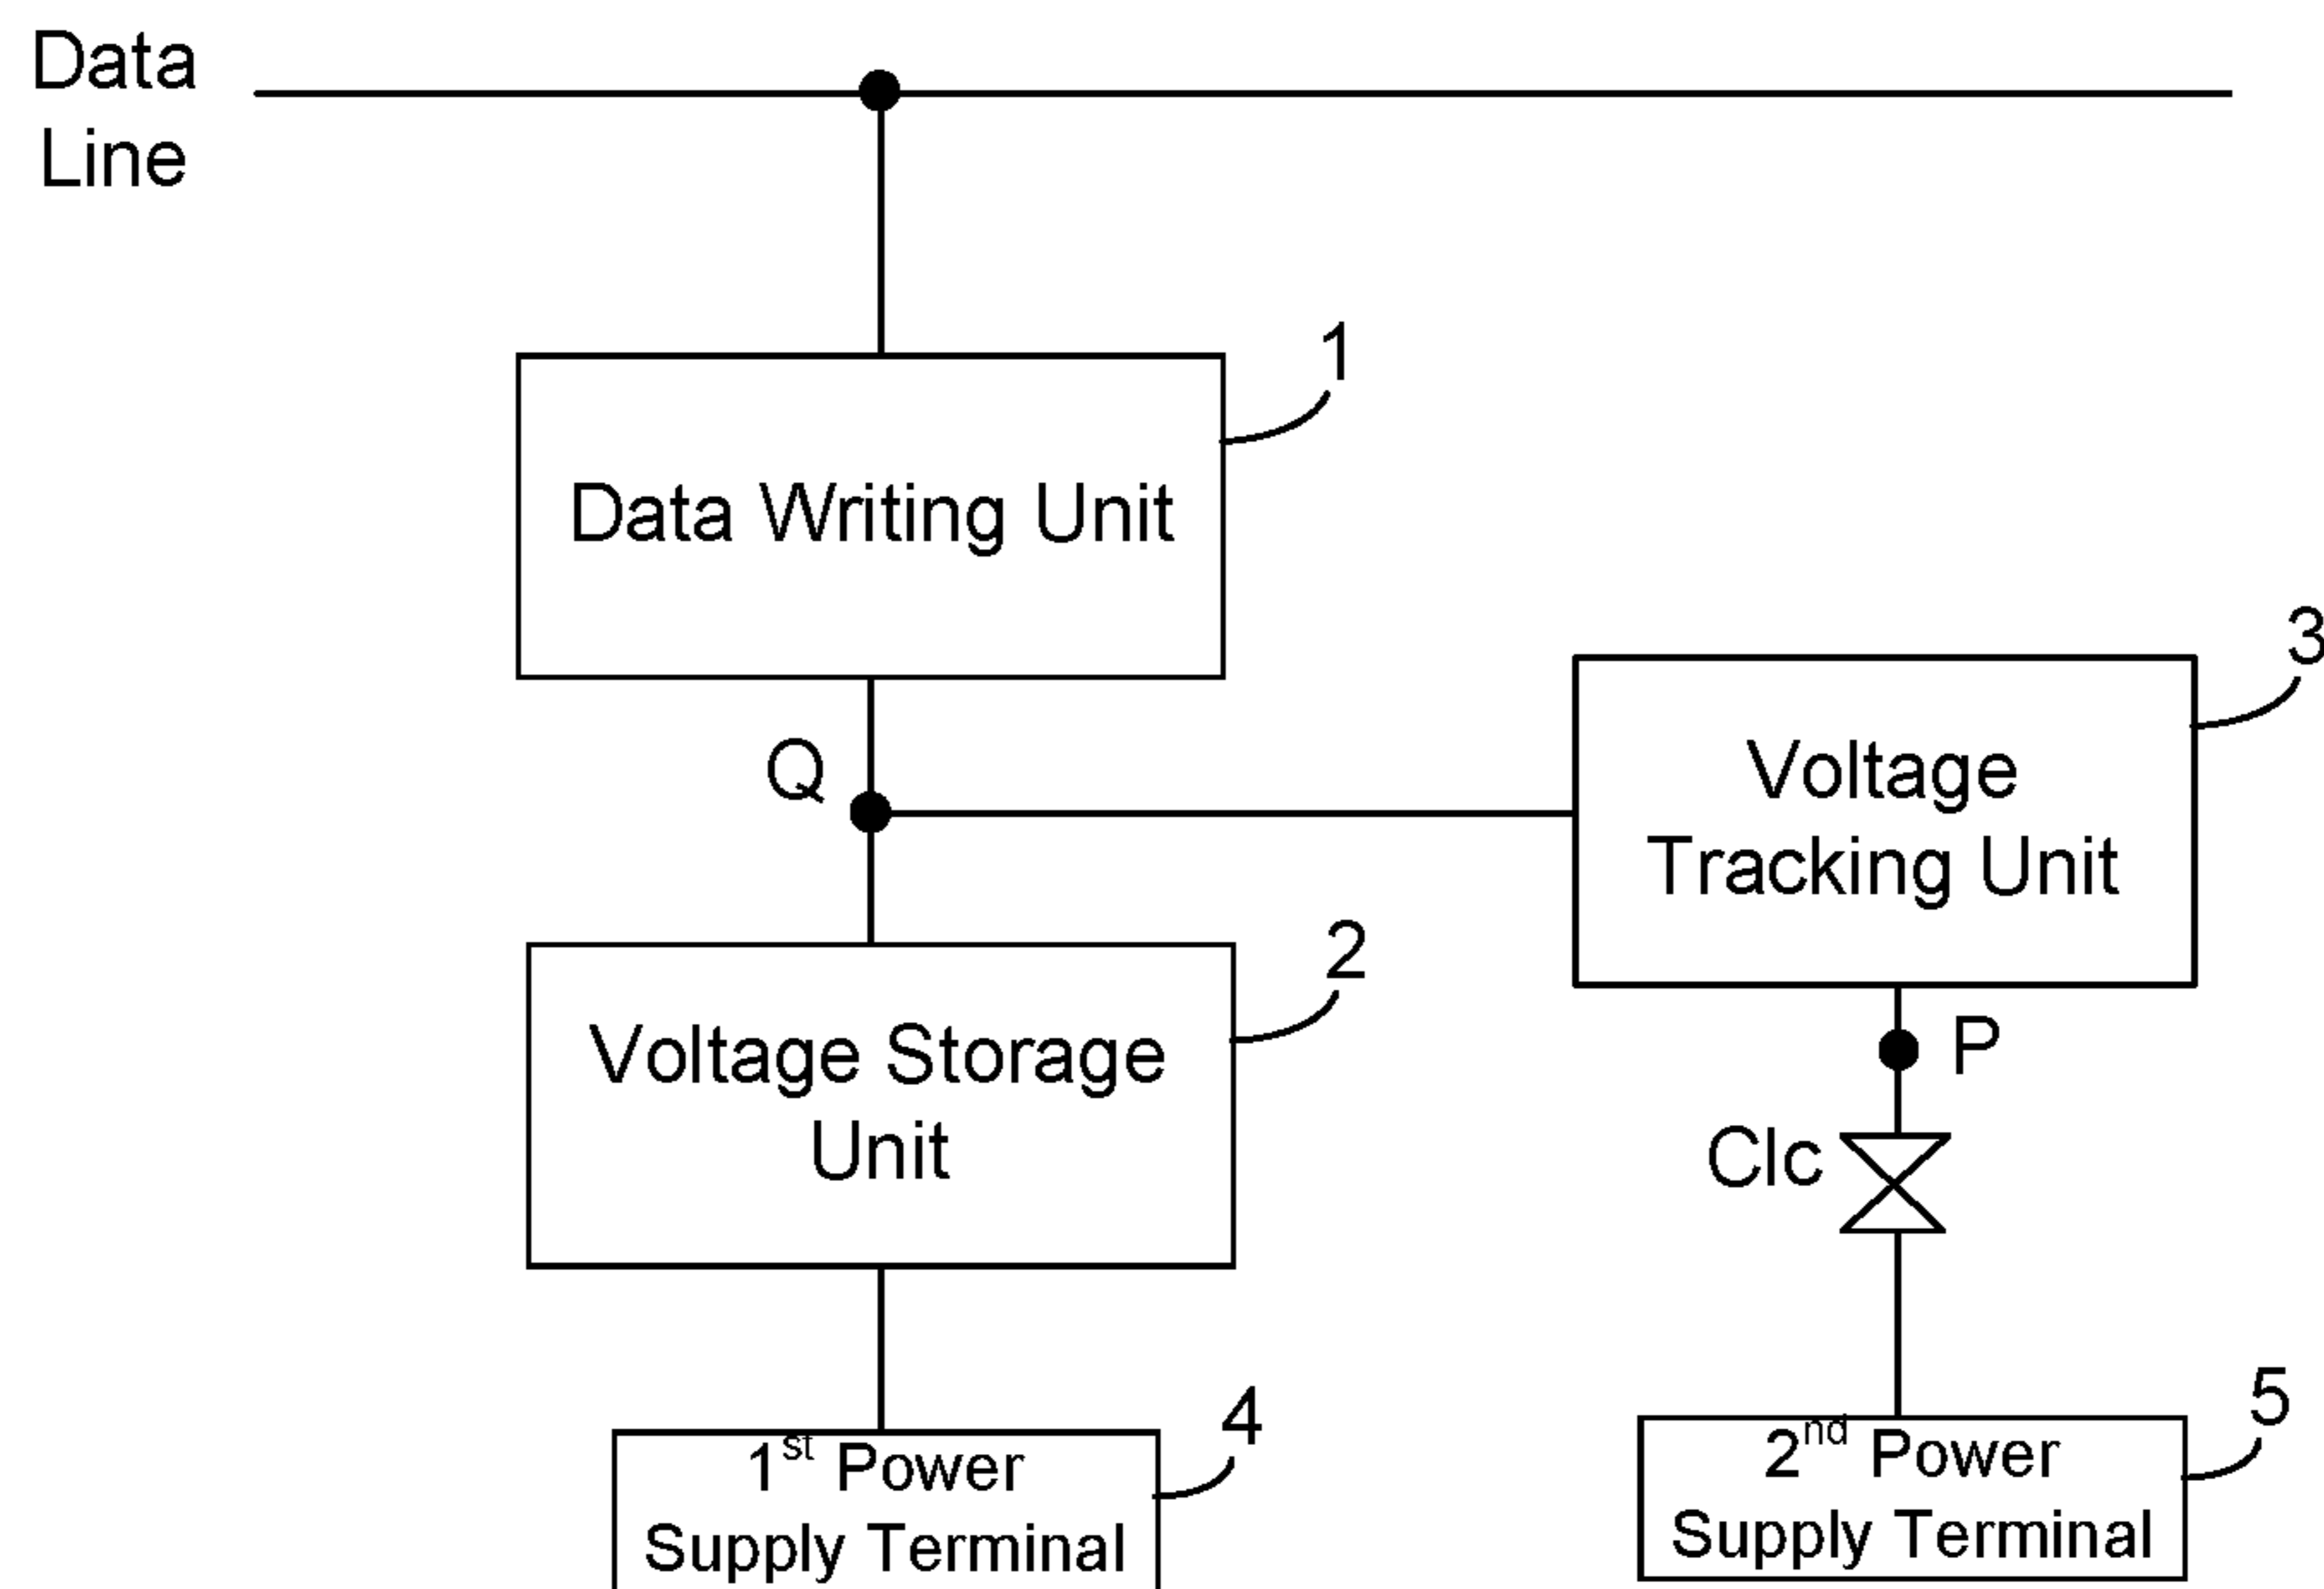 Data
Line
1
Data Writing Unit
3
Voltage
Tracking Unit
Q
2
Voltage Storage
Unit
P
Clc
4
1st Power
Supply Terminal
5
2nd Power
Supply Terminal